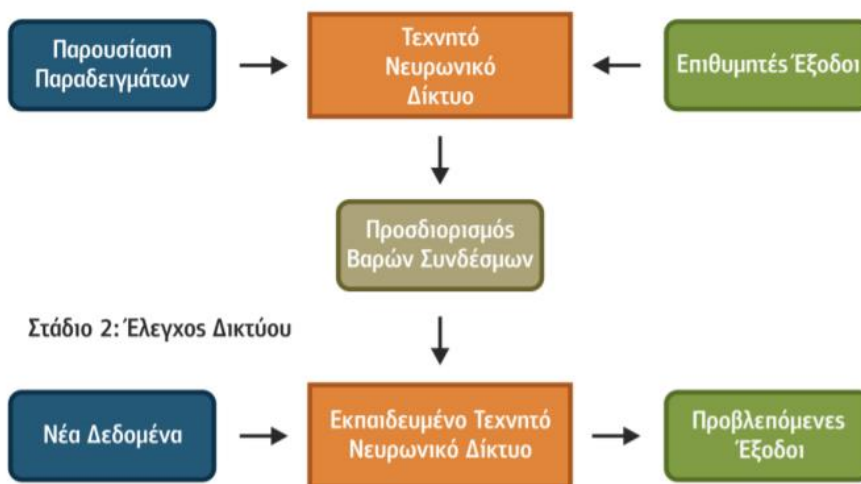 Παρουσίαση
Παραδειγμάτων
Τεχνητό
Νευρωνικό
Δίκτυο
Επιθυμητές Έξοδοι
Προσδιορισμός
Βαρών Συνδέσμων
Στάδιο 2: Έλεγχος Δικτύου
Νέα Δεδομένα
Εκπαιδευμένο Τεχνητό
Νευρωνικό Δίκτυο
Προβλεπόμενες
Έξοδοι